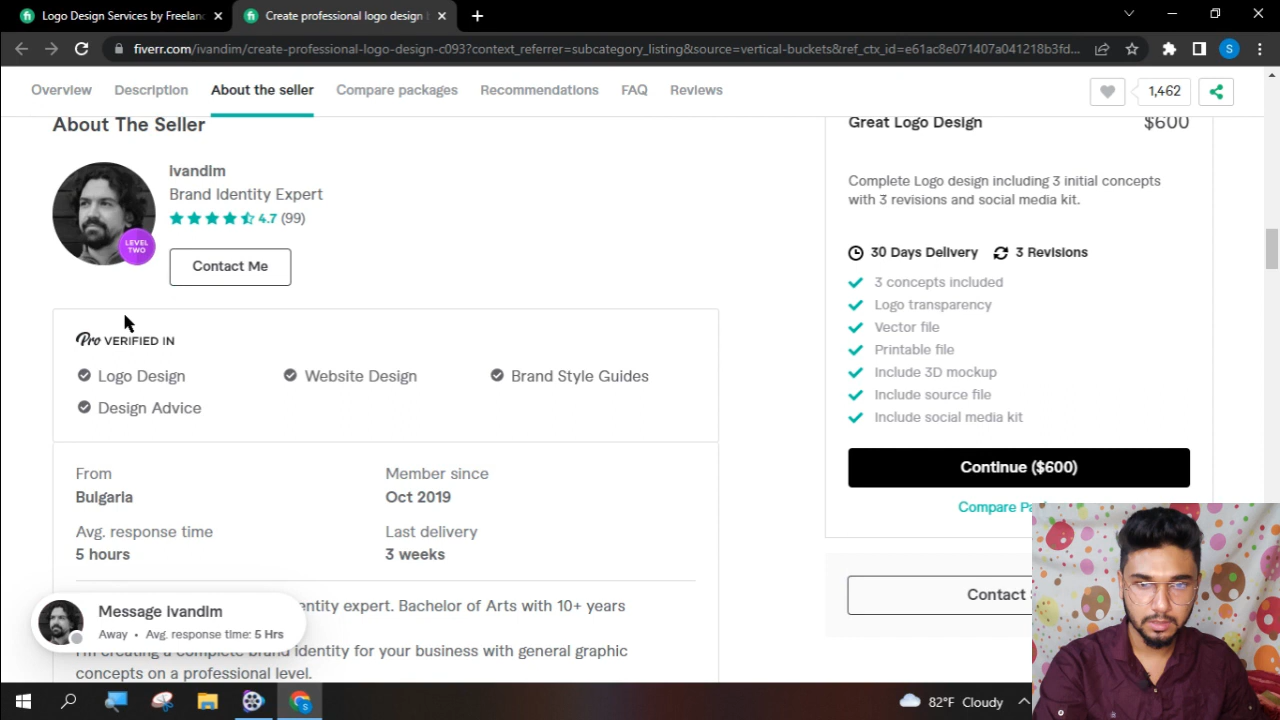 Logo Design Services by Freelanc
Create professional logo design
fiverr.com/ivandim/create-professional-logo-design-c093?context_referrer=subcategory_listing&source=vertical-buckets&ref_ctx_id=e61ac8e071407a041218b3fd...
S
Overview
Description
About the seller
Compare packages
Recommendations
FAQ
Reviews
1,462
About The Seller
Ivandim
Brand Identity Expert
4.7 (99)
LEVEL
TWO
Contact Me
Pro VERIFIED IN
Logo Design
Website Design
Brand Style Guides
Design Advice
From
Bulgaria
Member since
Oct 2019
Avg. response time
5 hours
Last delivery
3 weeks
entity expert. Bachelor of Arts with 10+ years
I'm creating a complete brand identity for your business with general graphic
concepts on a professional level.
Message Ivandim
Away • Avg. response time: 5 Hrs
Great Logo Design
$600
Complete Logo design including 3 initial concepts
with 3 revisions and social media kit.
30 Days Delivery
3 Revisions
3 concepts included
Logo transparency
Vector file
Printable file
Include 3D mockup
Include source file
Include social media kit
Continue ($600)
Compare Pa
Contact
82°F Cloudy